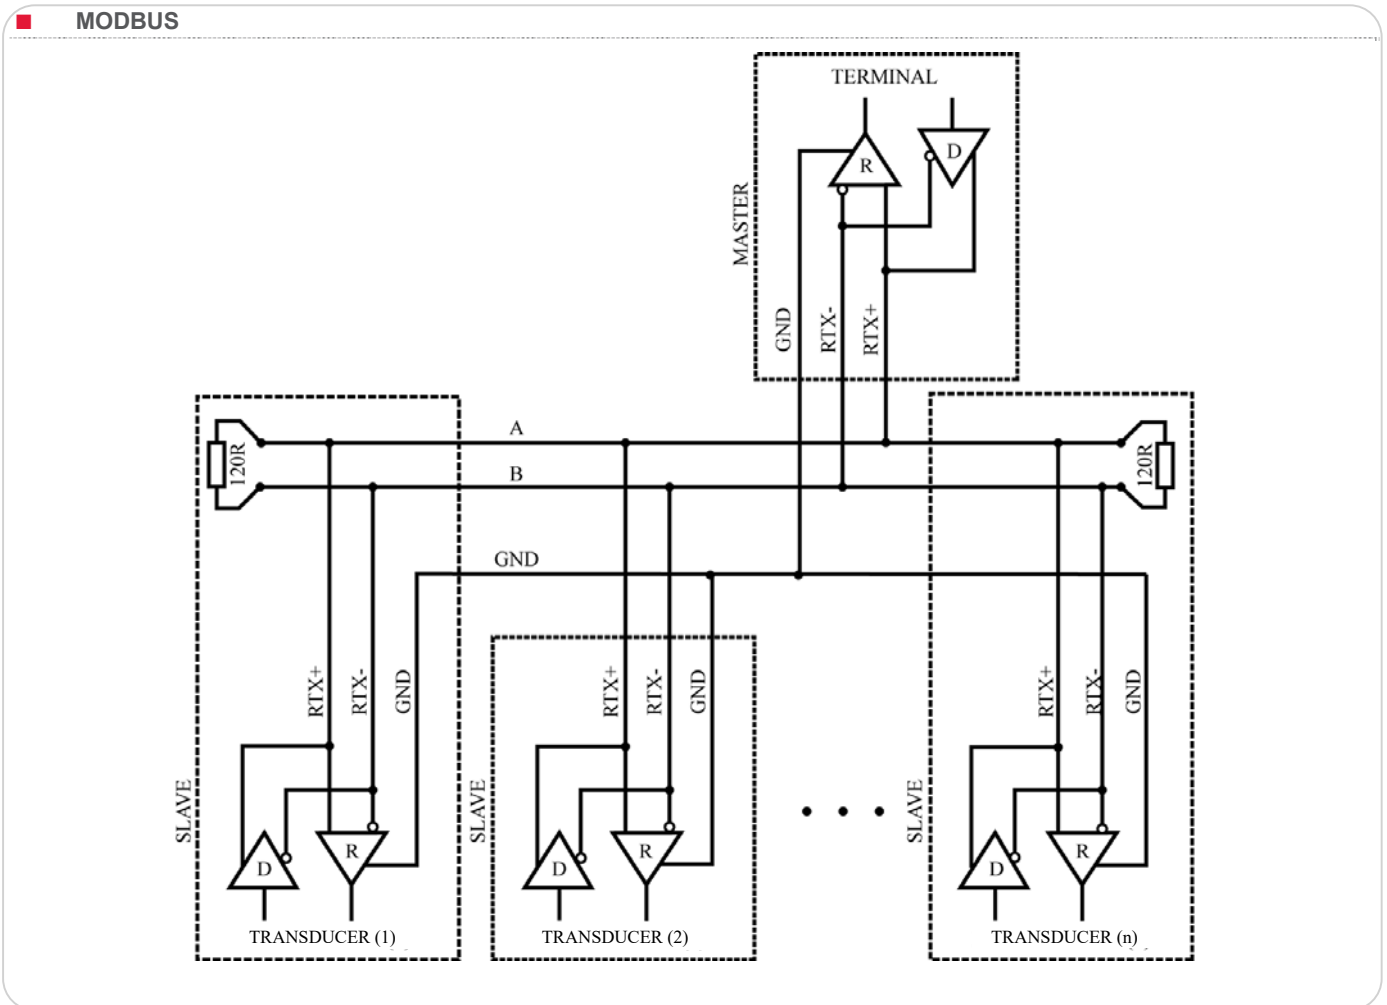 MODBUS
TERMINAL
R
D
MASTER
GND
RTX-
RTX+
A
120R
120R
B
GND
RTX+
RTX-
GND
RTX+
RTX-
GND
RTX+
RTX-
GND
SLAVE
SLAVE
SLAVE
D
R
D
R
D
R
TRANSDUCER (1)
TRANSDUCER (2)
TRANSDUCER (n)